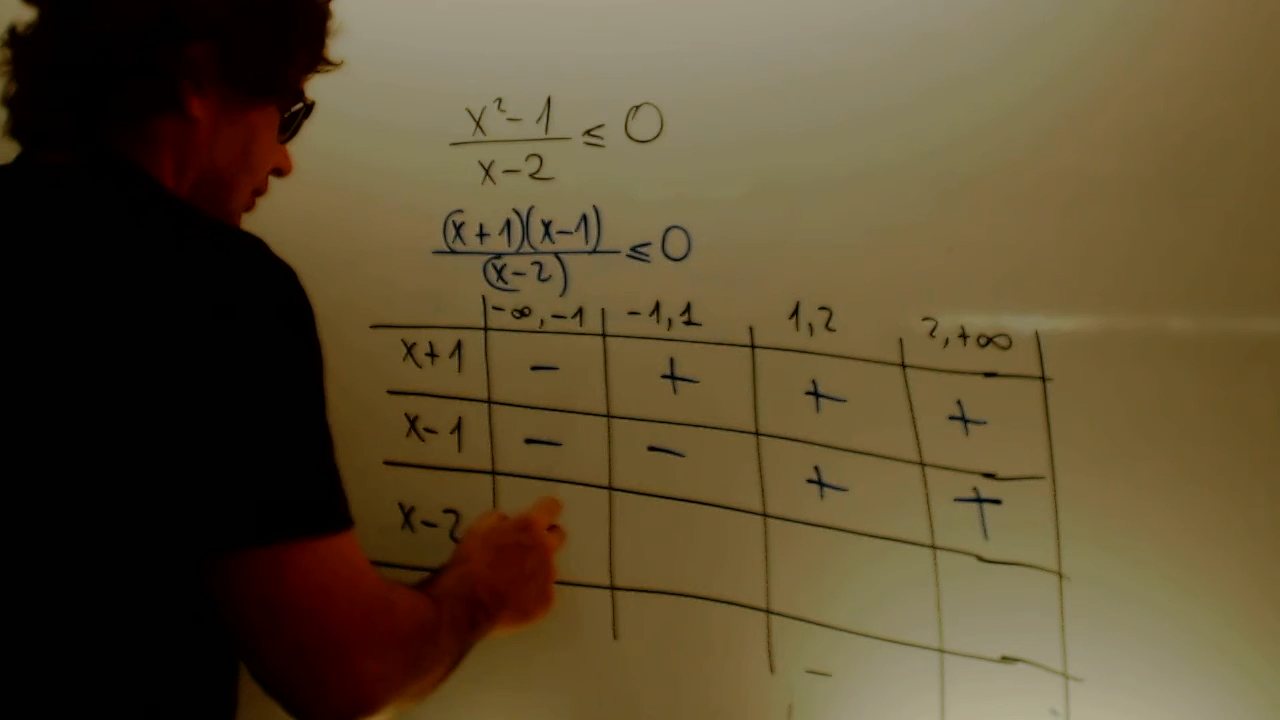 x²-1
x-2 ≤ 0
(x+1)(x-1)
(x-2) ≤ 0
-∞,-1 -1,1 1,2 2,+∞
x+1 - + + +
x-1 - - + +
x-2
-